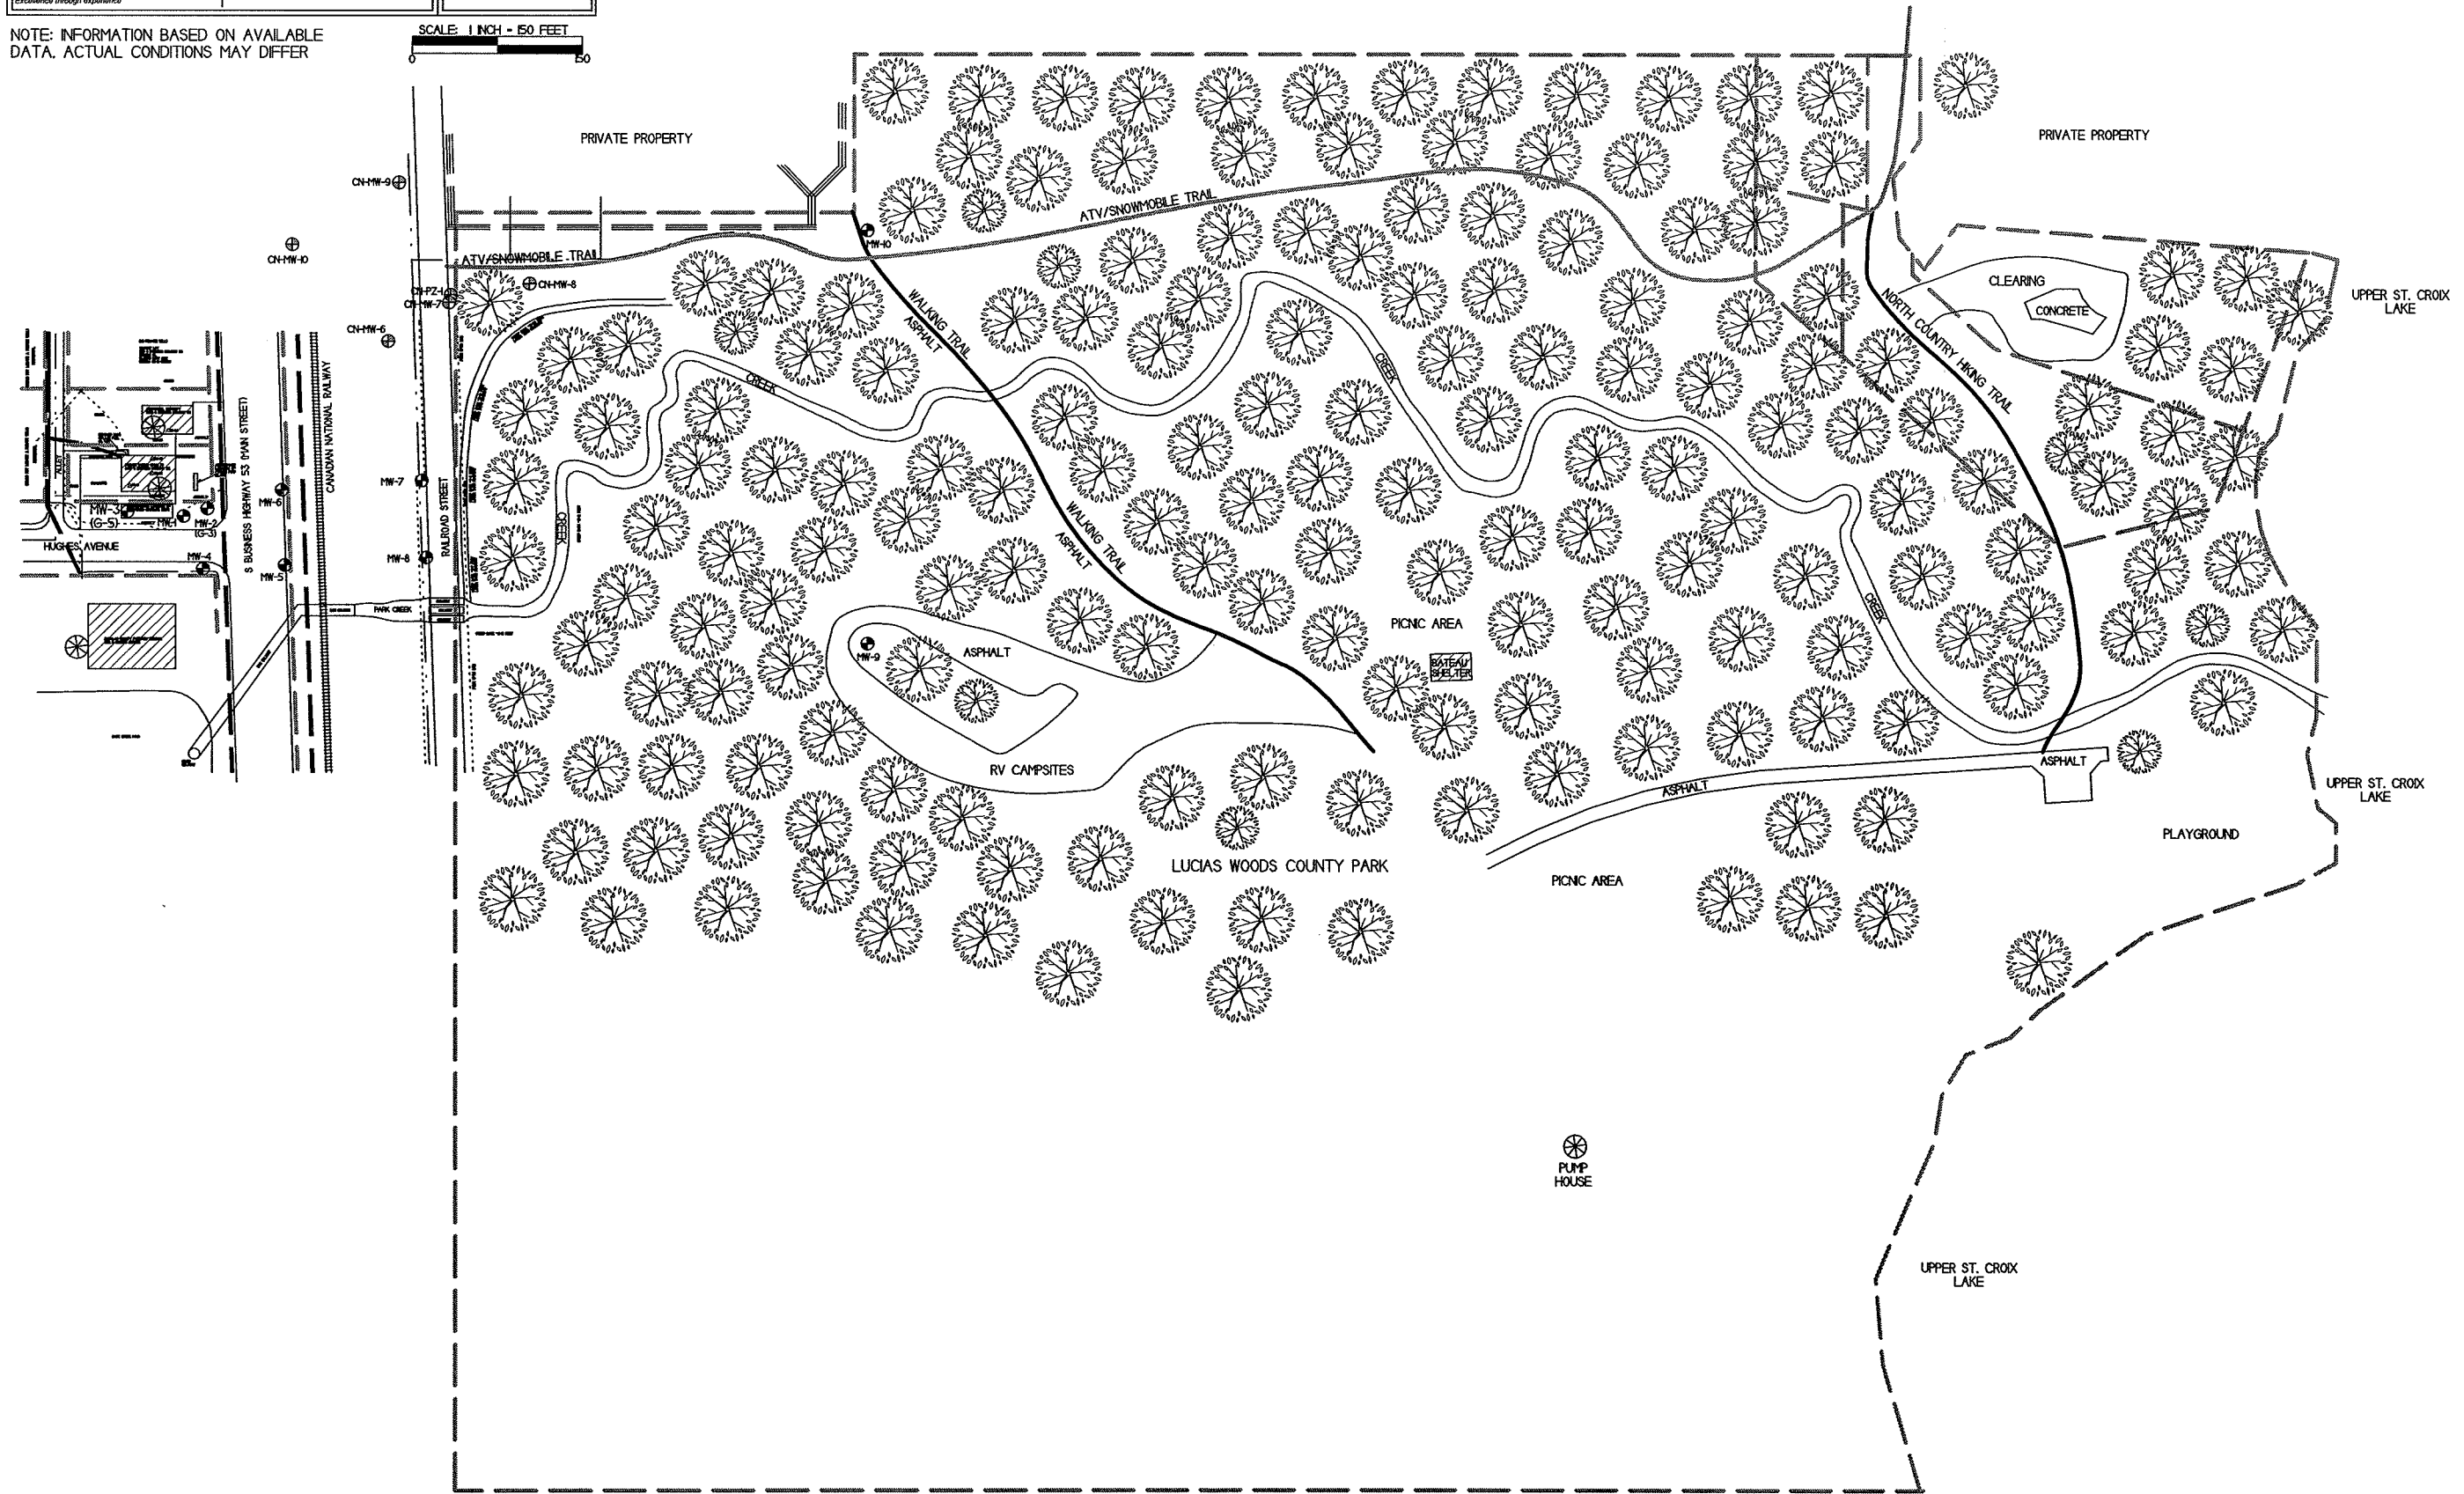 Excellence through experience
NOTE: INFORMATION BASED ON AVAILABLE
DATA. ACTUAL CONDITIONS MAY DIFFER
SCALE: 1 INCH = 150 FEET
0
150
PRIVATE PROPERTY
PRIVATE PROPERTY
CN-MW-9
CN-MW-10
ATV/SNOWMOBILE TRAIL
MW-10
ATV/SNOWMOBILE TRAIL
CN-MW-8
CN-PZ-1
CN-MW-7
CN-MW-6
WALKING TRAIL
ASPHALT
CLEARING
CONCRETE
NORTH COUNTRY HIKING TRAIL
UPPER ST. CROIX
LAKE
CREEK
CREEK
CANADIAN NATIONAL RAILWAY
S BUSINESS HIGHWAY 53 (MAIN STREET)
ALLEY
MW-7
MW-6
RAILROAD STREET
MW-3
(G-5)
MW-1
MW-2
(G-3)
HUGHES AVENUE
MW-4
MW-8
MW-5
CREEK
WALKING TRAIL
ASPHALT
PARK CREEK
CREEK
PICNIC AREA
BATEAU
SHELTER
MW-9
ASPHALT
RV CAMPSITES
ASPHALT
ASPHALT
UPPER ST. CROIX
LAKE
PLAYGROUND
LUCIAS WOODS COUNTY PARK
PICNIC AREA
PUMP
HOUSE
UPPER ST. CROIX
LAKE